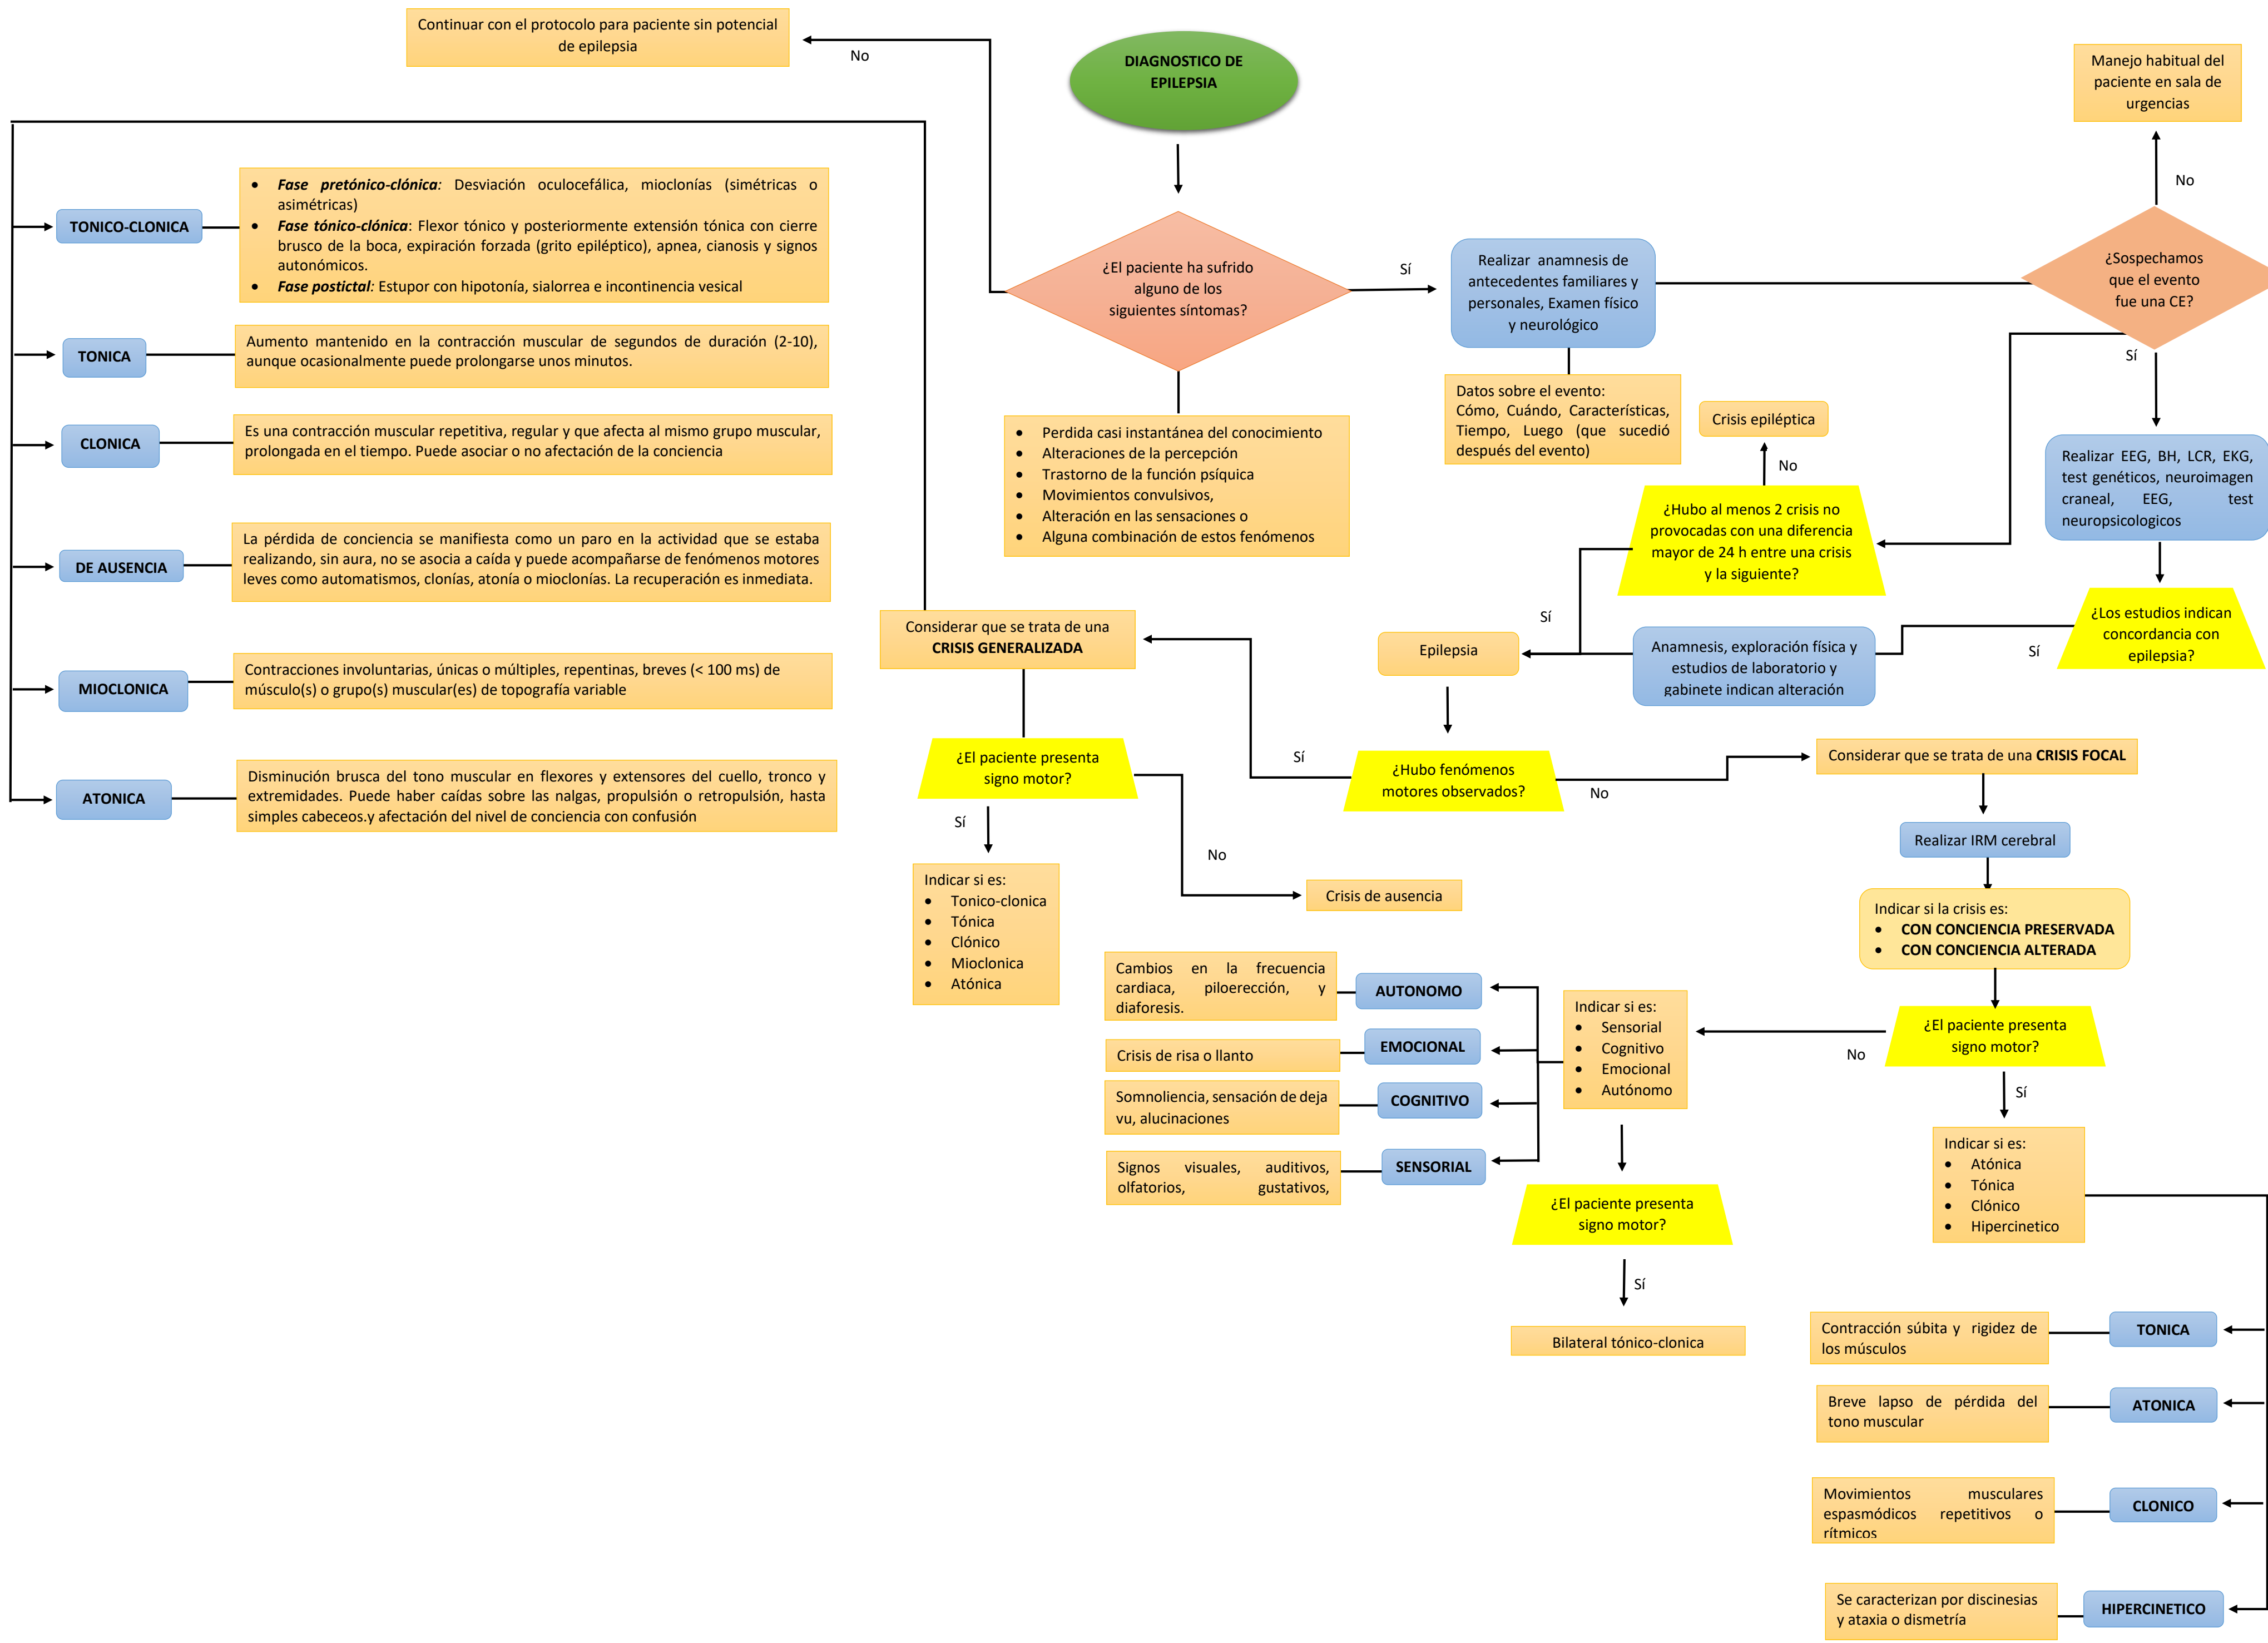 Continuar con el protocolo para paciente sin potencial
de epilepsia
No
DIAGNOSTICO DE
EPILEPSIA
Manejo habitual del
paciente en sala de
urgencias
No
¿Sospechamos
que el evento
fue una CE?
Sí
¿El paciente ha sufrido
alguno de los
siguientes síntomas?
Sí
Realizar anamnesis de
antecedentes familiares y
personales, Examen físico
y neurológico
Datos sobre el evento:
Cómo, Cuándo, Características,
Tiempo, Luego (que sucedió
después del evento)
• Perdida casi instantánea del conocimiento
• Alteraciones de la percepción
• Trastorno de la función psíquica
• Movimientos convulsivos,
• Alteración en las sensaciones o
• Alguna combinación de estos fenómenos
Crisis epiléptica
No
¿Hubo al menos 2 crisis no
provocadas con una diferencia
mayor de 24 h entre una crisis
y la siguiente?
Sí
Realizar EEG, BH, LCR, EKG,
test genéticos, neuroimagen
craneal, EEG, test
neuropsicologicos
¿Los estudios indican
concordancia con
epilepsia?
Sí
Anamnesis, exploración física y
estudios de laboratorio y
gabinete indican alteración
Epilepsia
TONICO-CLONICA
• Fase pretónico-clónica: Desviación oculocefálica, mioclonías (simétricas o
asimétricas)
• Fase tónico-clónica: Flexor tónico y posteriormente extensión tónica con cierre
brusco de la boca, expiración forzada (grito epiléptico), apnea, cianosis y signos
autonómicos.
• Fase postictal: Estupor con hipotonía, sialorrea e incontinencia vesical
TONICA
Aumento mantenido en la contracción muscular de segundos de duración (2-10),
aunque ocasionalmente puede prolongarse unos minutos.
CLONICA
Es una contracción muscular repetitiva, regular y que afecta al mismo grupo muscular,
prolongada en el tiempo. Puede asociar o no afectación de la conciencia
DE AUSENCIA
La pérdida de conciencia se manifiesta como un paro en la actividad que se estaba
realizando, sin aura, no se asocia a caída y puede acompañarse de fenómenos motores
leves como automatismos, clonías, atonía o mioclonías. La recuperación es inmediata.
MIOCLONICA
Contracciones involuntarias, únicas o múltiples, repentinas, breves (< 100 ms) de
músculo(s) o grupo(s) muscular(es) de topografía variable
ATONICA
Disminución brusca del tono muscular en flexores y extensores del cuello, tronco y
extremidades. Puede haber caídas sobre las nalgas, propulsión o retropulsión, hasta
simples cabeceos.y afectación del nivel de conciencia con confusión
Considerar que se trata de una
CRISIS GENERALIZADA
¿El paciente presenta
signo motor?
Sí
No
Indicar si es:
• Tonico-clonica
• Tónica
• Clónico
• Mioclonica
• Atónica
Crisis de ausencia
¿Hubo fenómenos
motores observados?
Sí
No
Considerar que se trata de una CRISIS FOCAL
Realizar IRM cerebral
Indicar si la crisis es:
• CON CONCIENCIA PRESERVADA
• CON CONCIENCIA ALTERADA
¿El paciente presenta
signo motor?
No
Sí
Indicar si es:
• Sensorial
• Cognitivo
• Emocional
• Autónomo
AUTONOMO
Cambios en la frecuencia
cardiaca, piloerección, y
diaforesis.
EMOCIONAL
Crisis de risa o llanto
COGNITIVO
Somnoliencia, sensación de deja
vu, alucinaciones
SENSORIAL
Signos visuales, auditivos,
olfatorios, gustativos,
¿El paciente presenta
signo motor?
Sí
Bilateral tónico-clonica
Indicar si es:
• Atónica
• Tónica
• Clónico
• Hipercinetico
TONICA
Contracción súbita y rigidez de
los músculos
ATONICA
Breve lapso de pérdida del
tono muscular
CLONICO
Movimientos musculares
espasmódicos repetitivos o
rítmicos
HIPERCINETICO
Se caracterizan por discinesias
y ataxia o dismetría